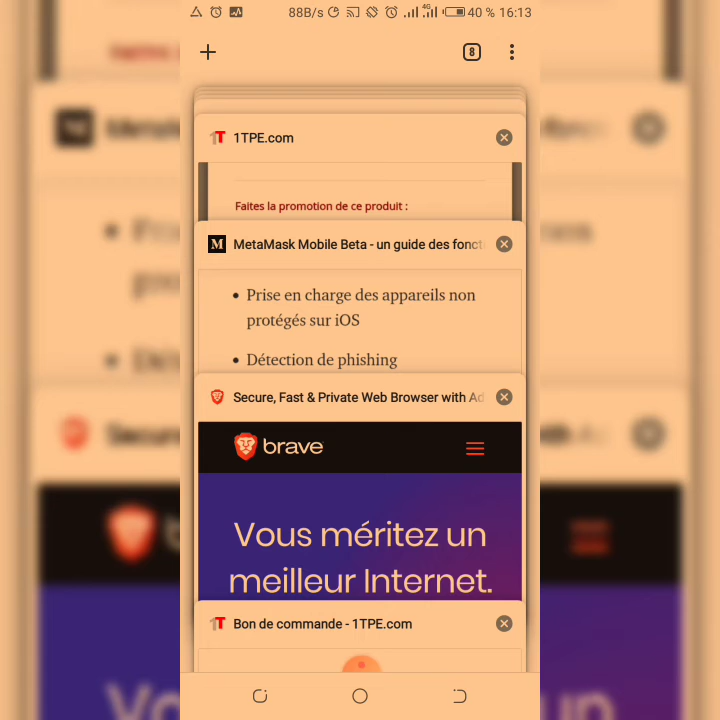 88B/s 4G 40 % 16:13
8
1TPE.com
Faites la promotion de ce produit :
M MetaMask Mobile Beta - un guide des fonct
Prise en charge des appareils non
protégés sur iOS
Détection de phishing
Secure, Fast & Private Web Browser with Ad
brave
Vous méritez un
meilleur Internet.
Bon de commande - 1TPE.com